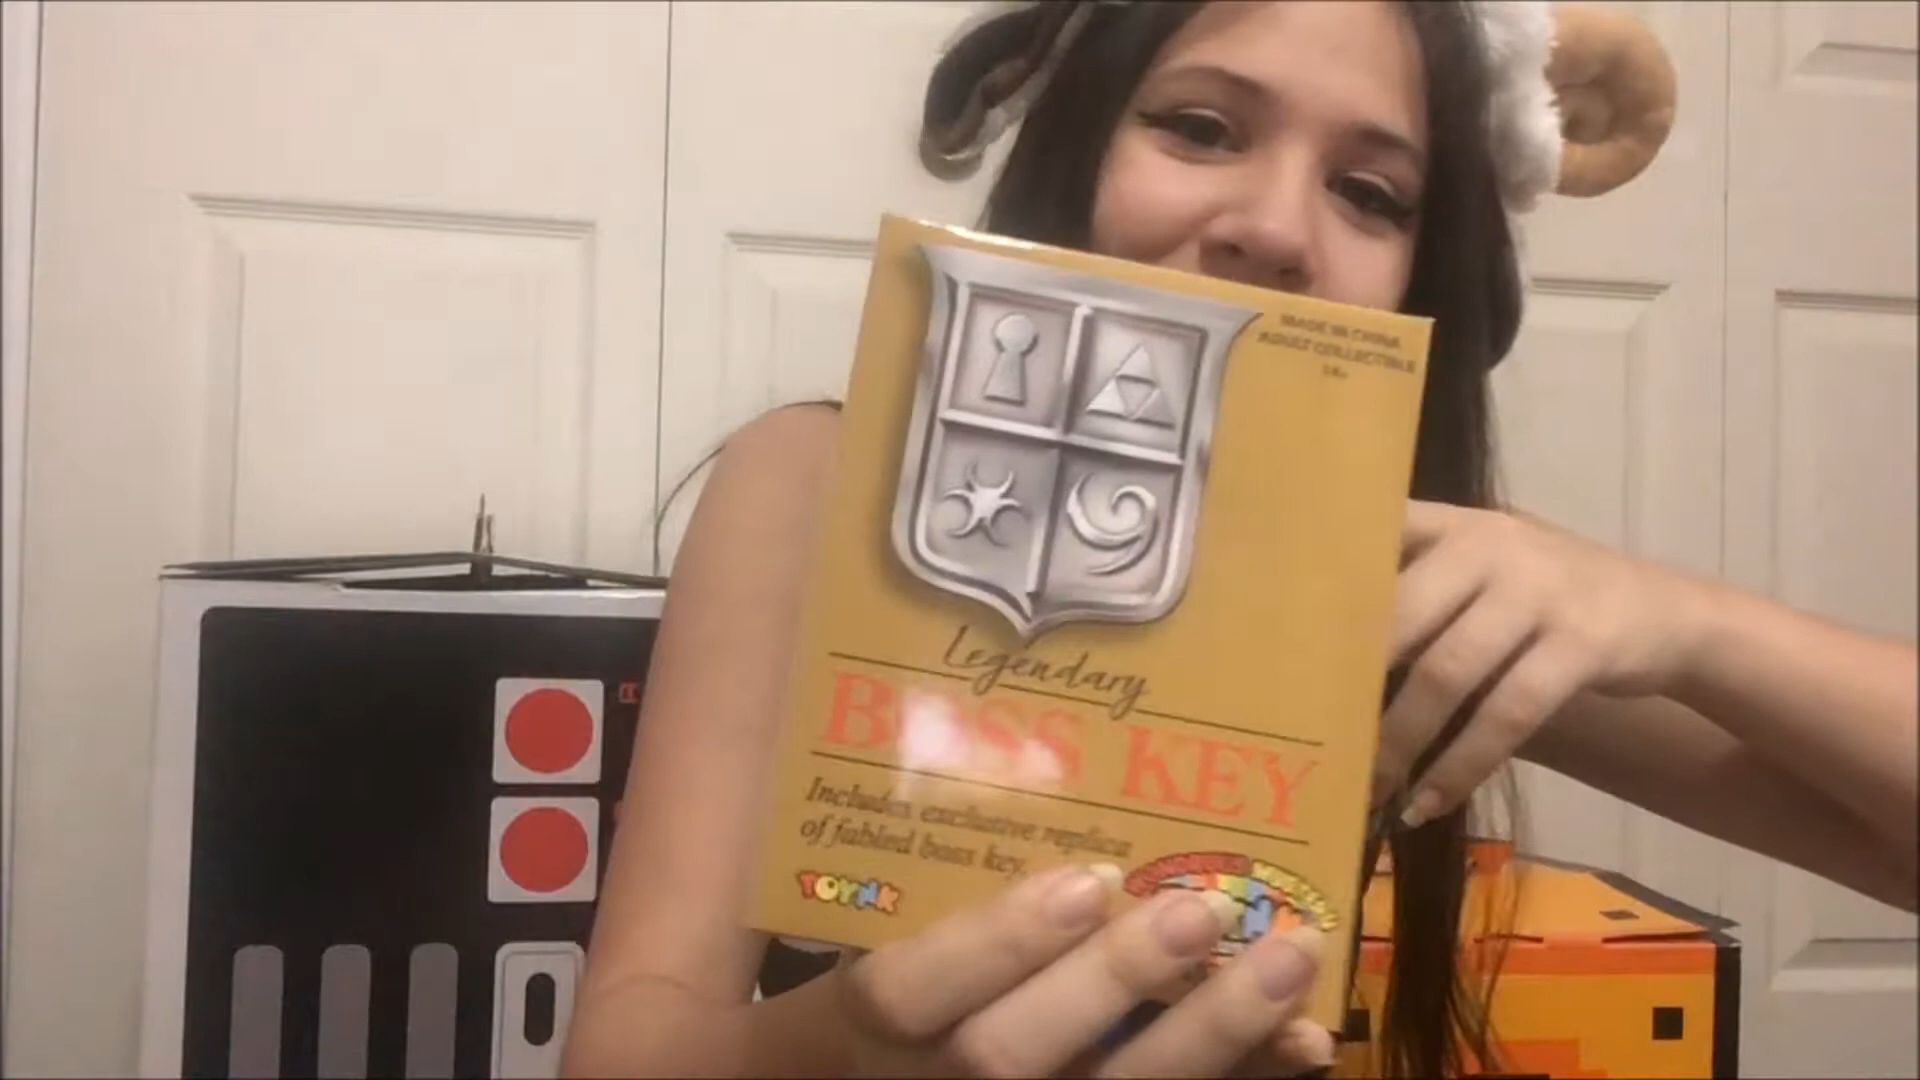 MADE IN CHINA
ADULT COLLECTIBLE
Legendary
BOSS KEY
Includes exclusive replica
of fabled boss key.
TOYNK